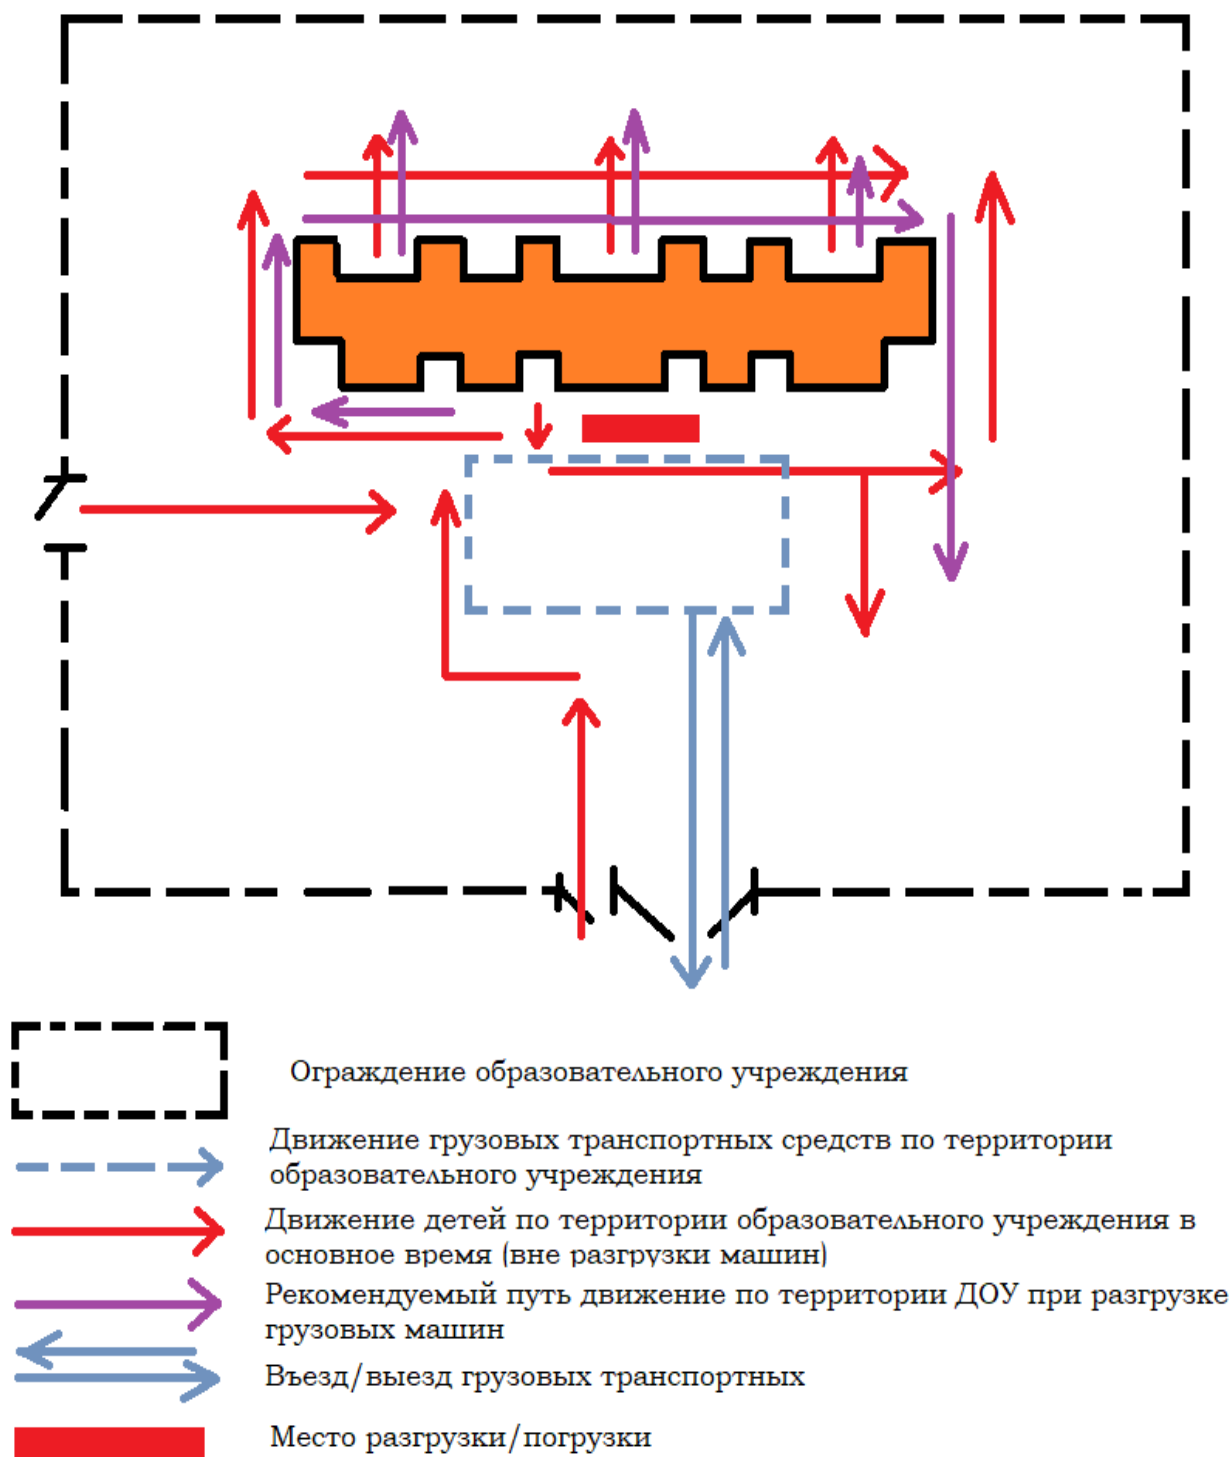 Ограждение образовательного учреждения
Движение грузовых транспортных средств по территории
образовательного учреждения
Движение детей по территории образовательного учреждения в
основное время (вне разгрузки машин)
Рекомендуемый путь движение по территории ДОУ при разгрузке
грузовых машин
Въезд/выезд грузовых транспортных
Место разгрузки/погрузки